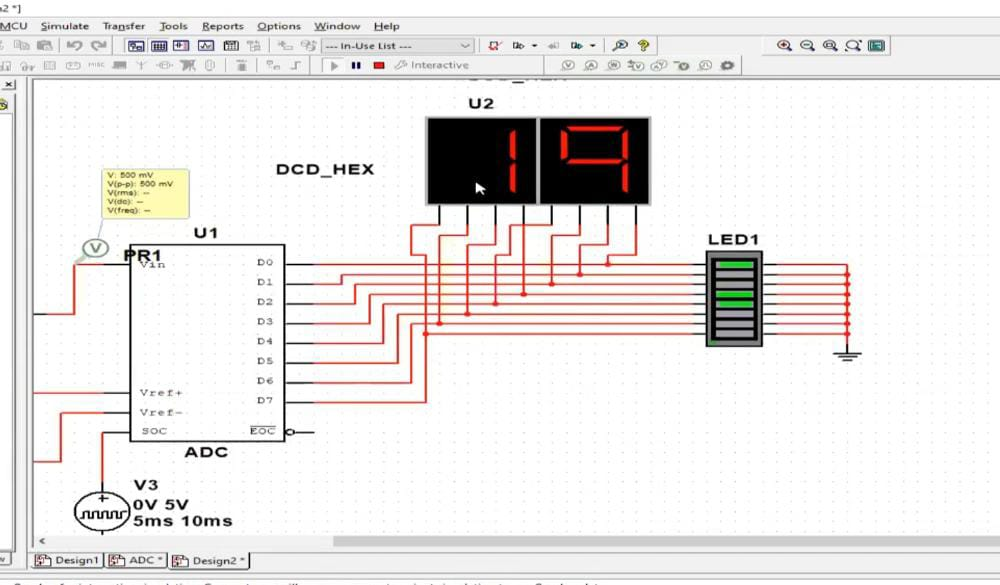 2 *]
MCU Simulate Transfer Tools Reports Options Window Help
--- In-Use List ---
Interactive
U2
19
DCD_HEX
V: 500 mV
V(p-p): 500 mV
V(rms): --
V(dc): --
V(freq): --
V
PR1
U1
LED1
Vin
D0
D1
D2
D3
D4
D5
D6
D7
Vref+
Vref-
SOC
EOC
ADC
V3
0V 5V
5ms 10ms
Design1 ADC * Design2 *